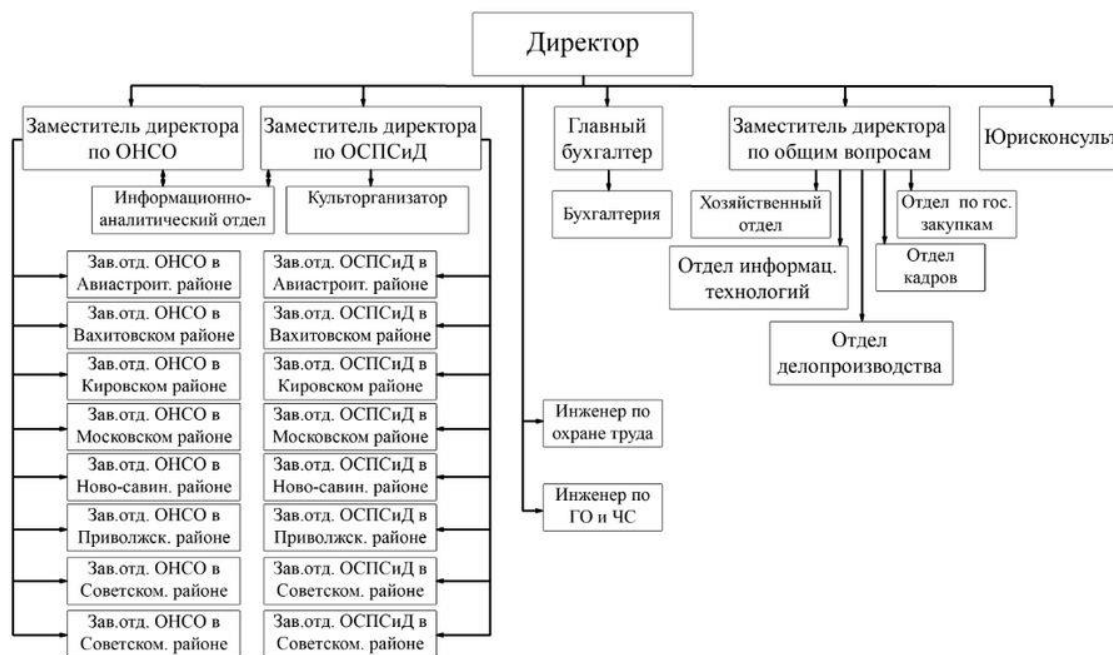 Директор
Заместитель директора
по ОНСО
Заместитель директора
по ОСПСиД
Главный
бухгалтер
Заместитель директора
по общим вопросам
Юрисконсульт
Информационно-
аналитический отдел
Культорганизатор
Бухгалтерия
Хозяйственный
отдел
Отдел по гос.
закупкам
Отдел информац.
технологий
Отдел
кадров
Отдел
делопроизводства
Зав.отд. ОНСО в
Авиастроит. районе
Зав.отд. ОСПСиД в
Авиастроит. районе
Зав.отд. ОНСО в
Вахитовском районе
Зав.отд. ОСПСиД в
Вахитовском районе
Зав.отд. ОНСО в
Кировском районе
Зав.отд. ОСПСиД в
Кировском районе
Зав.отд. ОНСО в
Московском районе
Зав.отд. ОСПСиД в
Московском районе
Инженер по
охране труда
Зав.отд. ОНСО в
Ново-савин. районе
Зав.отд. ОСПСиД в
Ново-савин. районе
Инженер по
ГО и ЧС
Зав.отд. ОНСО в
Приволжск. районе
Зав.отд. ОСПСиД в
Приволжск. районе
Зав.отд. ОНСО в
Советском. районе
Зав.отд. ОСПСиД в
Советском. районе
Зав.отд. ОНСО в
Советском. районе
Зав.отд. ОСПСиД в
Советском. районе